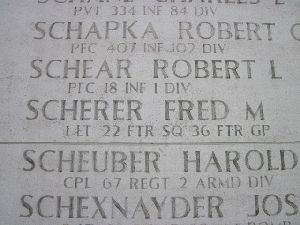 SCHANZ CHARLES E
PVT 334 INF 84 DIV
SCHAPKA ROBERT C
PFC 407 INF 102 DIV
SCHEAR ROBERT L
PFC 18 INF 1 DIV
SCHERER FRED M
1 LT 22 FTR SQ 36 FTR GP
SCHEUBER HAROLD
CPL 67 REGT 2 ARMD DIV
SCHEXNAYDER JOS